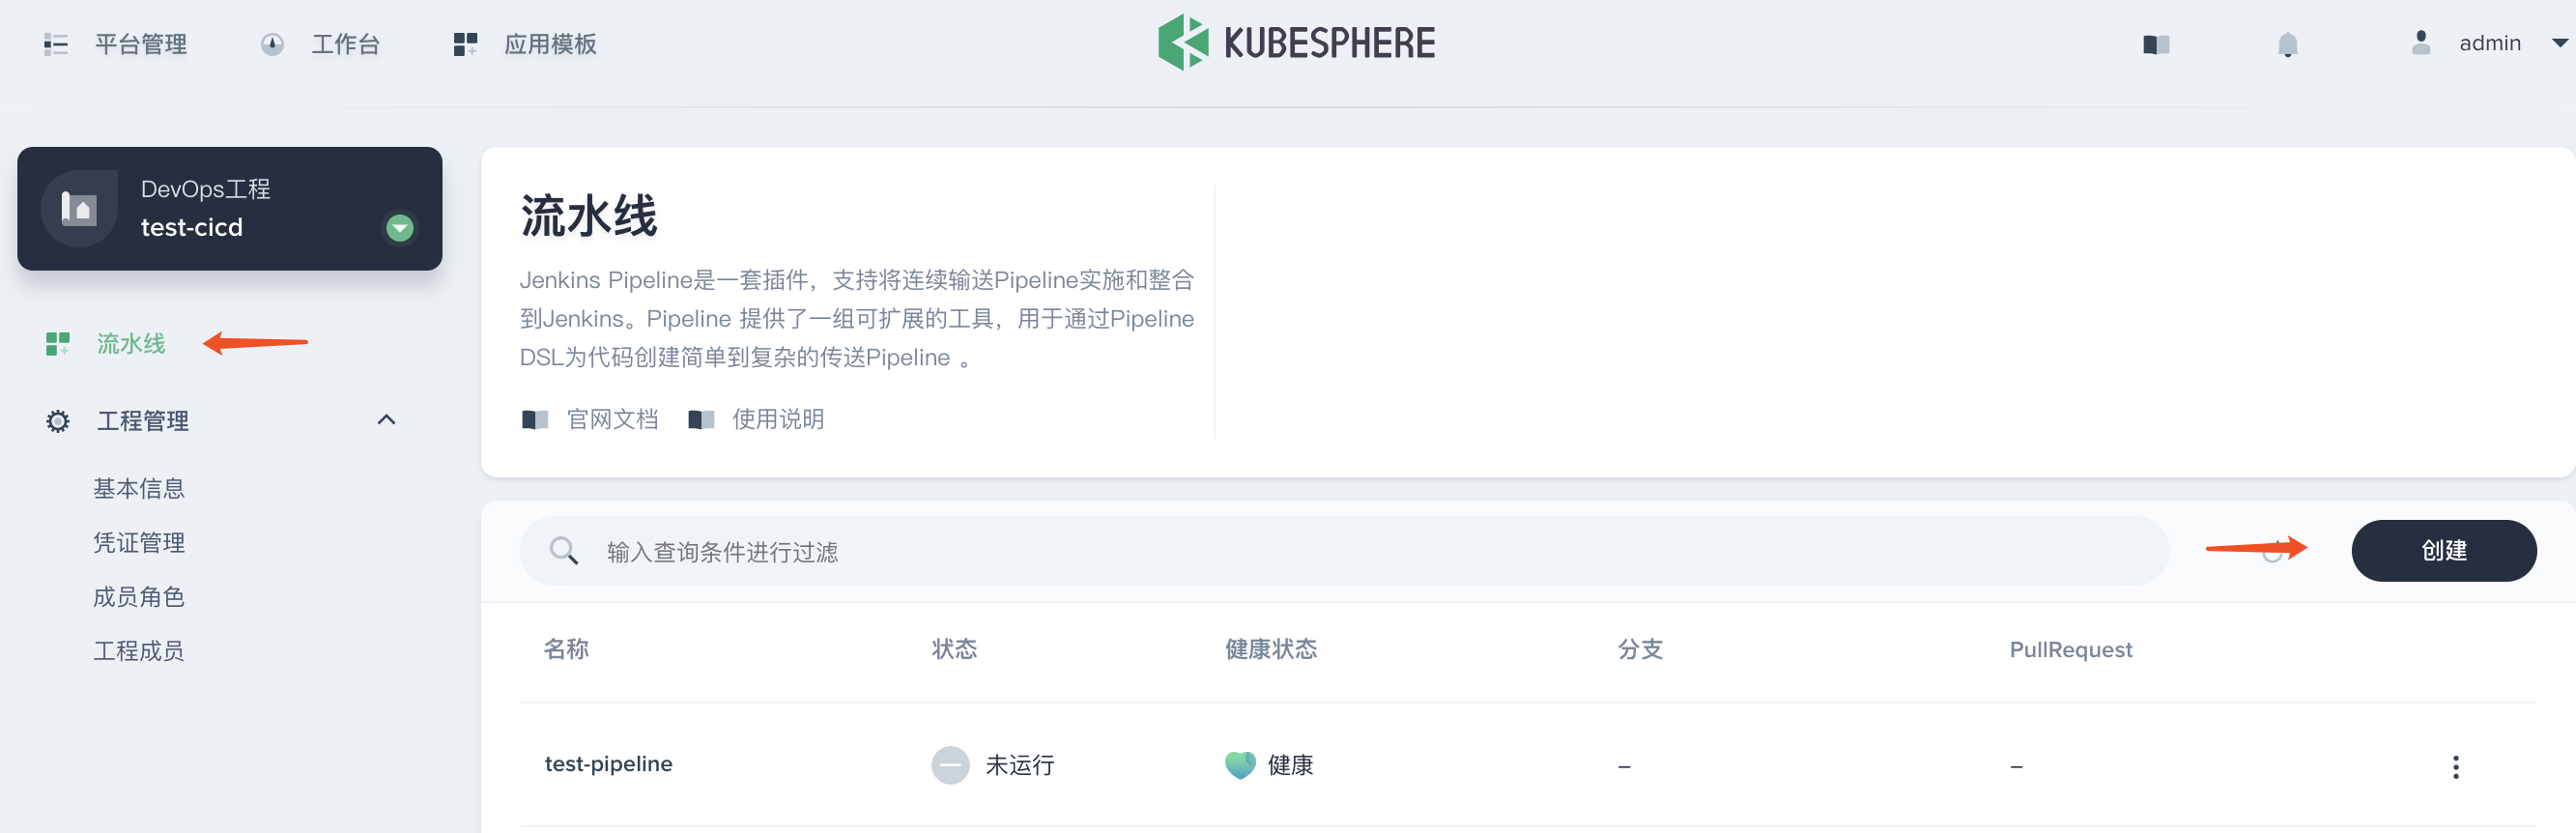 平台管理
工作台
应用模板
KUBESPHERE
admin
DevOps工程
test-cicd
流水线
工程管理
基本信息
凭证管理
成员角色
工程成员
流水线
Jenkins Pipeline是一套插件，支持将连续输送Pipeline实施和整合
到Jenkins。Pipeline 提供了一组可扩展的工具，用于通过Pipeline
DSL为代码创建简单到复杂的传送Pipeline 。
官网文档 使用说明
输入查询条件进行过滤
创建
名称 状态 健康状态 分支 PullRequest
test-pipeline 未运行 健康 – –